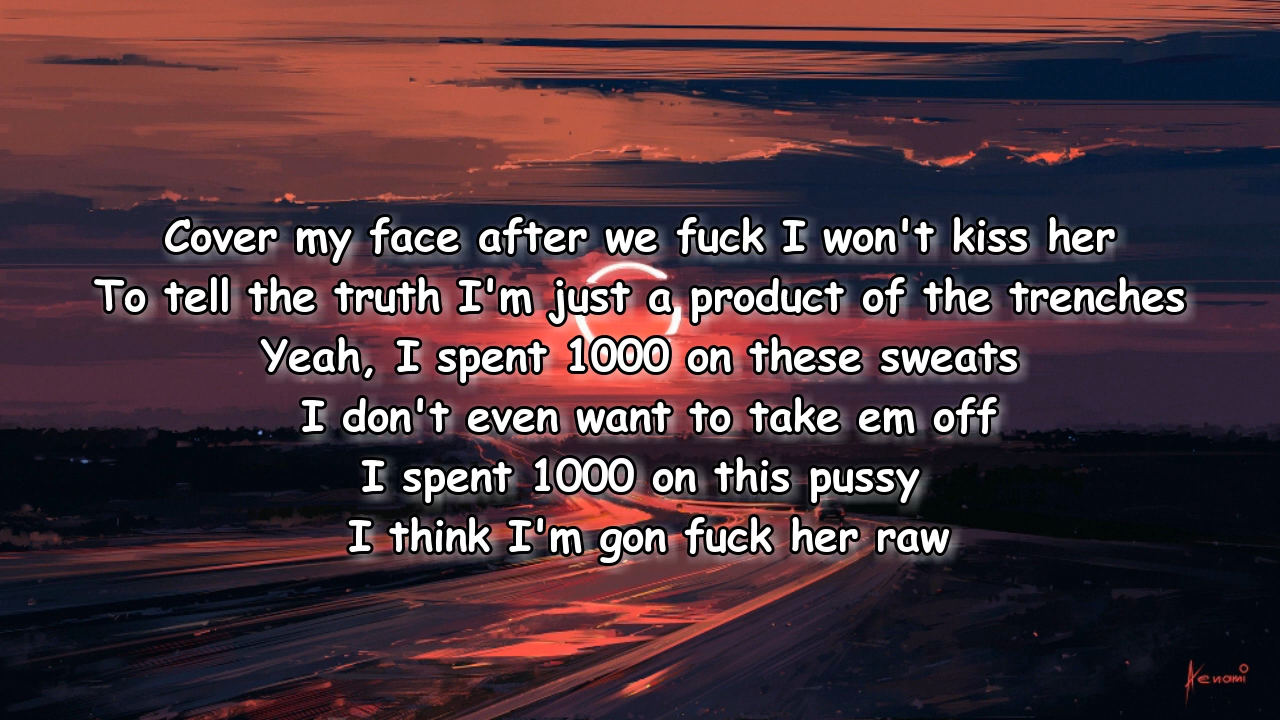 Cover my face after we fuck I won't kiss her
To tell the truth I'm just a product of the trenches
Yeah, I spent 1000 on these sweats
I don't even want to take em off
I spent 1000 on this pussy
I think I'm gon fuck her raw
Aenami